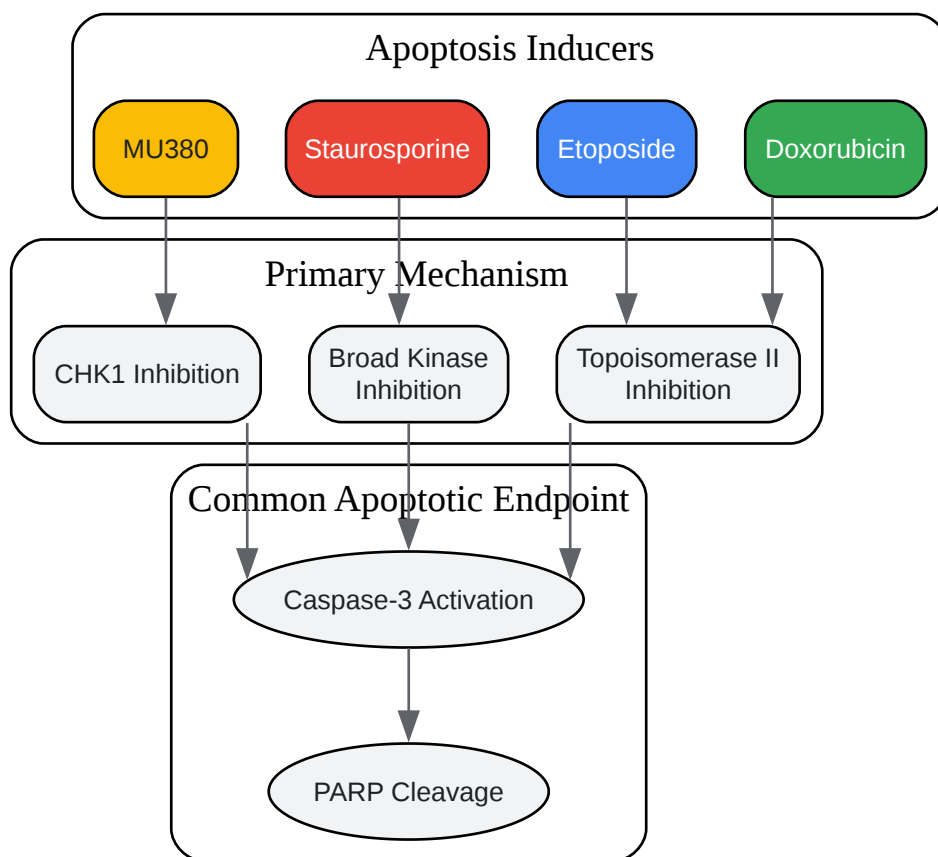 Apoptosis Inducers
MU380
Staurosporine
Etoposide
Doxorubicin
Primary Mechanism
CHK1 Inhibition
Broad Kinase
Inhibition
Topoisomerase II
Inhibition
Common Apoptotic Endpoint
Caspase-3 Activation
PARP Cleavage